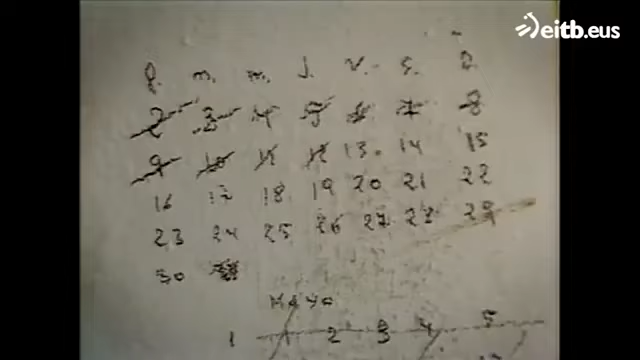 eitb.eus
L. M. M. J. V. S. D.
2 3 4 5 6 7 8
9 10 11 12 13 14 15
16 17 18 19 20 21 22
23 24 25 26 27 28 29
30
MAYO
1 1 2 3 4 5